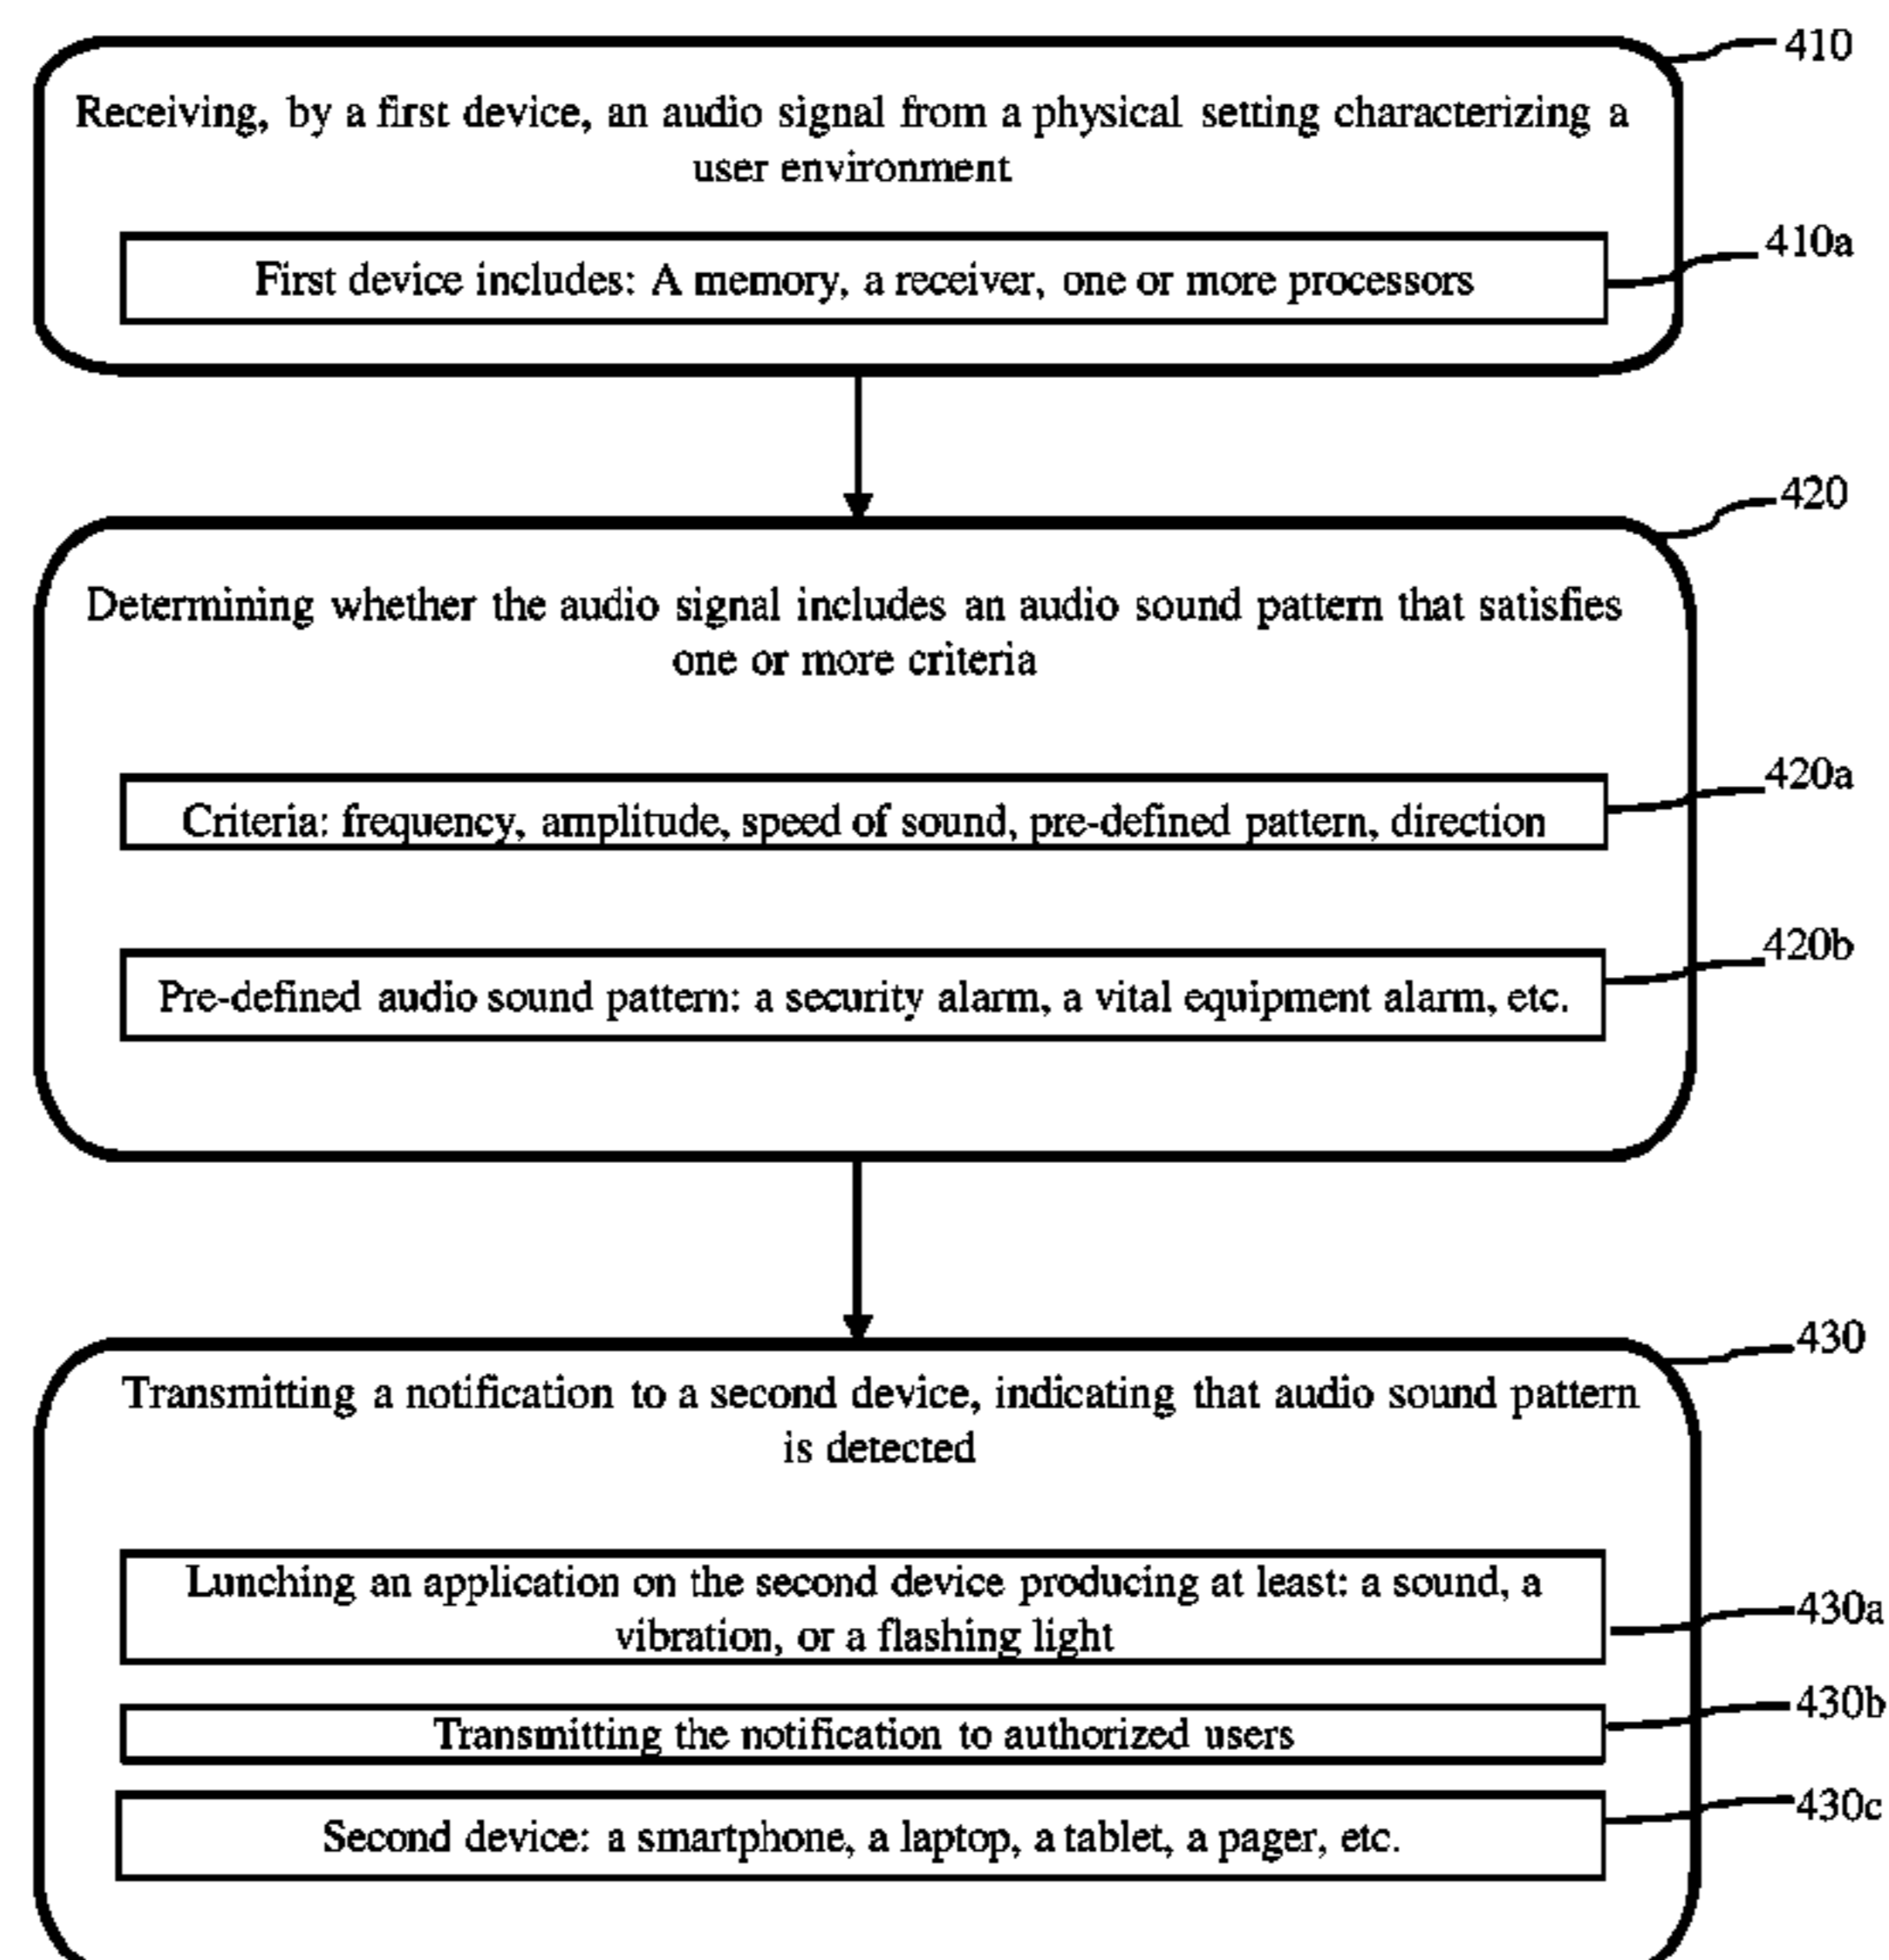 410
Receiving, by a first device, an audio signal from a physical setting characterizing a
user environment
410a
First device includes: A memory, a receiver, one or more processors
420
Determining whether the audio signal includes an audio sound pattern that satisfies
one or more criteria
420a
Criteria: frequency, amplitude, speed of sound, pre-defined pattern, direction
420b
Pre-defined audio sound pattern: a security alarm, a vital equipment alarm, etc.
430
Transmitting a notification to a second device, indicating that audio sound pattern
is detected
Lunching an application on the second device producing at least: a sound, a
vibration, or a flashing light
430a
430b
Transmitting the notification to authorized users
430c
Second device: a smartphone, a laptop, a tablet, a pager, etc.